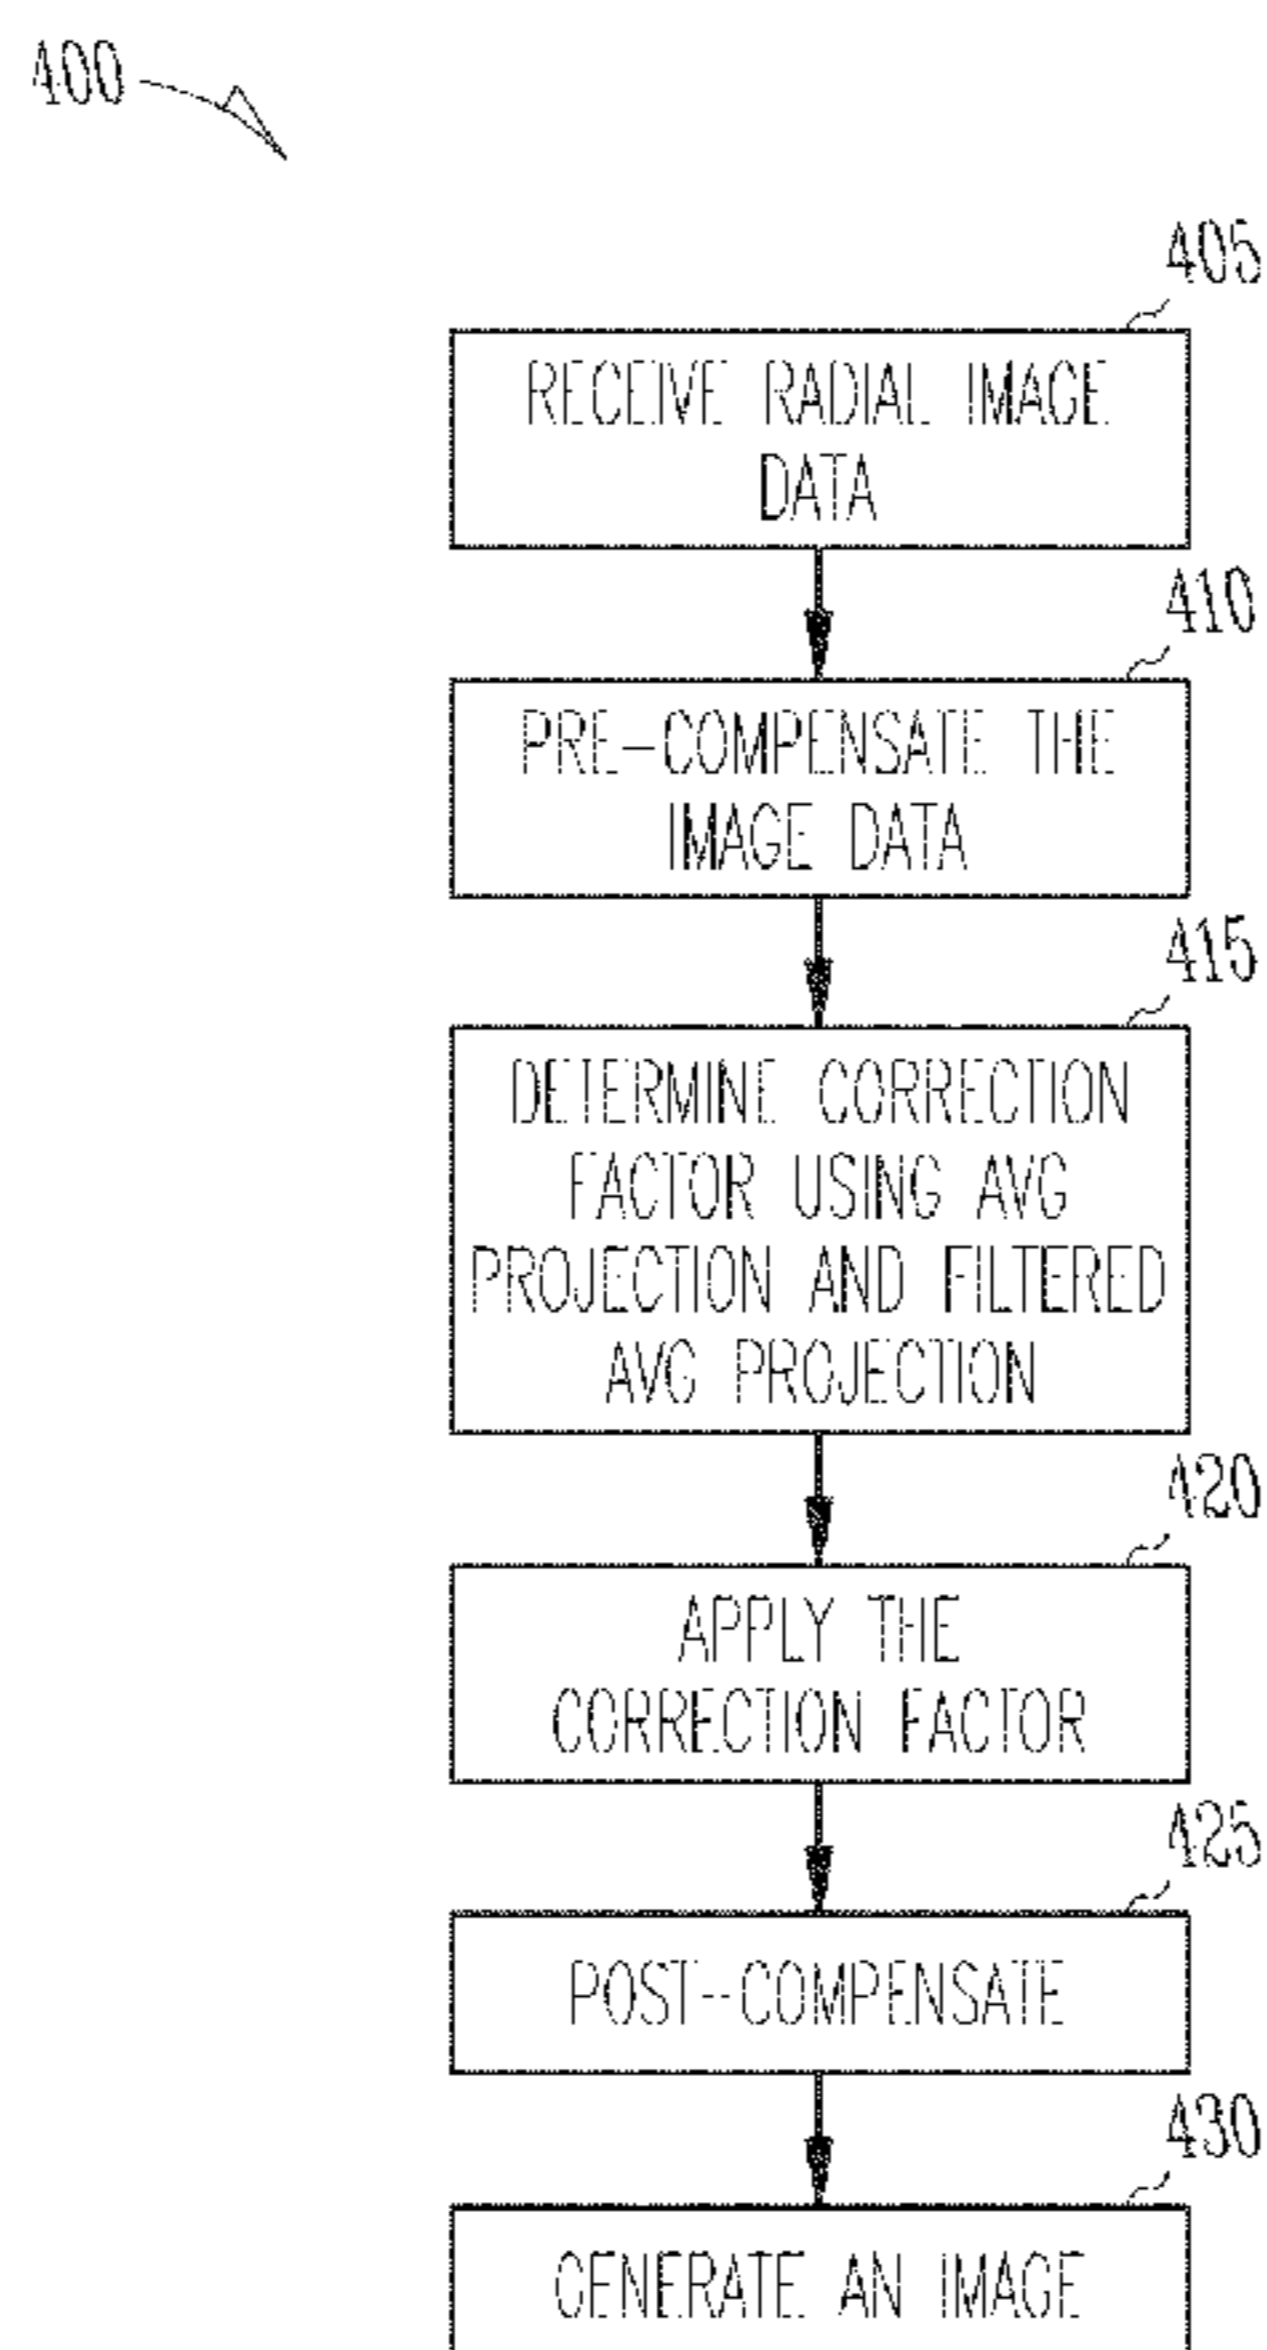 400
405
RECEIVE RADIAL IMAGE
DATA
410
PRE-COMPENSATE THE
IMAGE DATA
415
DETERMINE CORRECTION
FACTOR USING AVG
PROJECTION AND FILTERED
AVG PROJECTION
420
APPLY THE
CORRECTION FACTOR
425
POST-COMPENSATE
430
GENERATE AN IMAGE